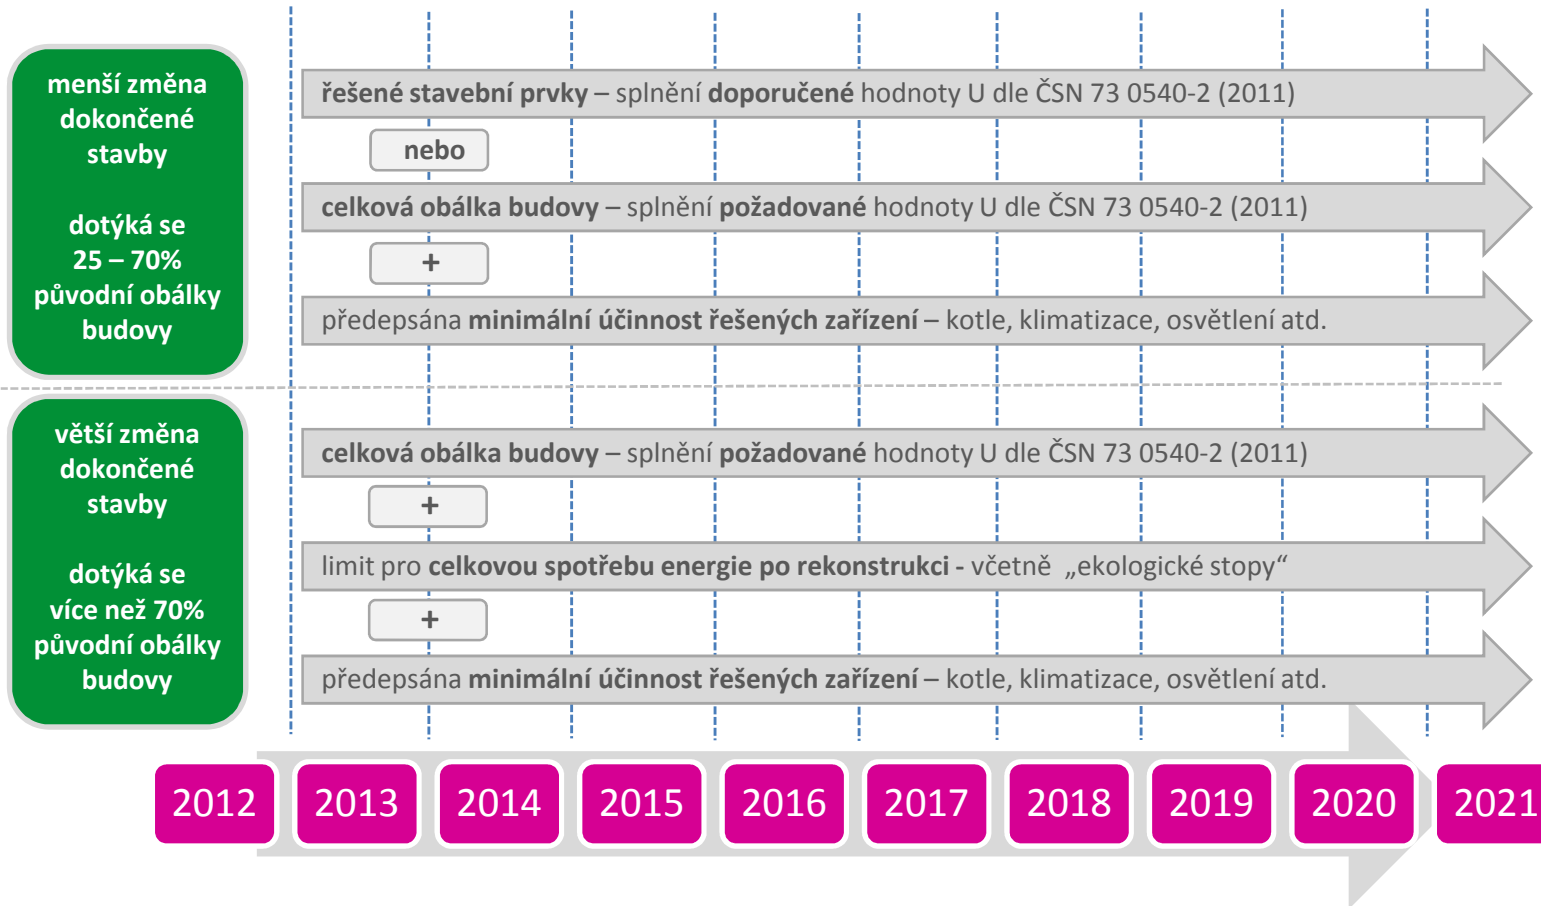 menší změna
dokončené
stavby
dotýká se
25 – 70%
původní obálky
budovy
řešené stavební prvky – splnění doporučené hodnoty U dle ČSN 73 0540-2 (2011)
nebo
celková obálka budovy – splnění požadované hodnoty U dle ČSN 73 0540-2 (2011)
+
předepsána minimální účinnost řešených zařízení – kotle, klimatizace, osvětlení atd.
větší změna
dokončené
stavby
dotýká se
více než 70%
původní obálky
budovy
celková obálka budovy – splnění požadované hodnoty U dle ČSN 73 0540-2 (2011)
+
limit pro celkovou spotřebu energie po rekonstrukci - včetně „ekologické stopy“
+
předepsána minimální účinnost řešených zařízení – kotle, klimatizace, osvětlení atd.
2012 2013 2014 2015 2016 2017 2018 2019 2020 2021